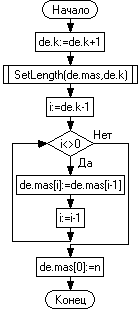 Начало
de.k:=de.k+1
SetLength(de.mas,de.k)
i:=de.k-1
i<>0
Нет
Да
de.mas[i]:=de.mas[i-1]
i:=i-1
de.mas[0]:=n
Конец